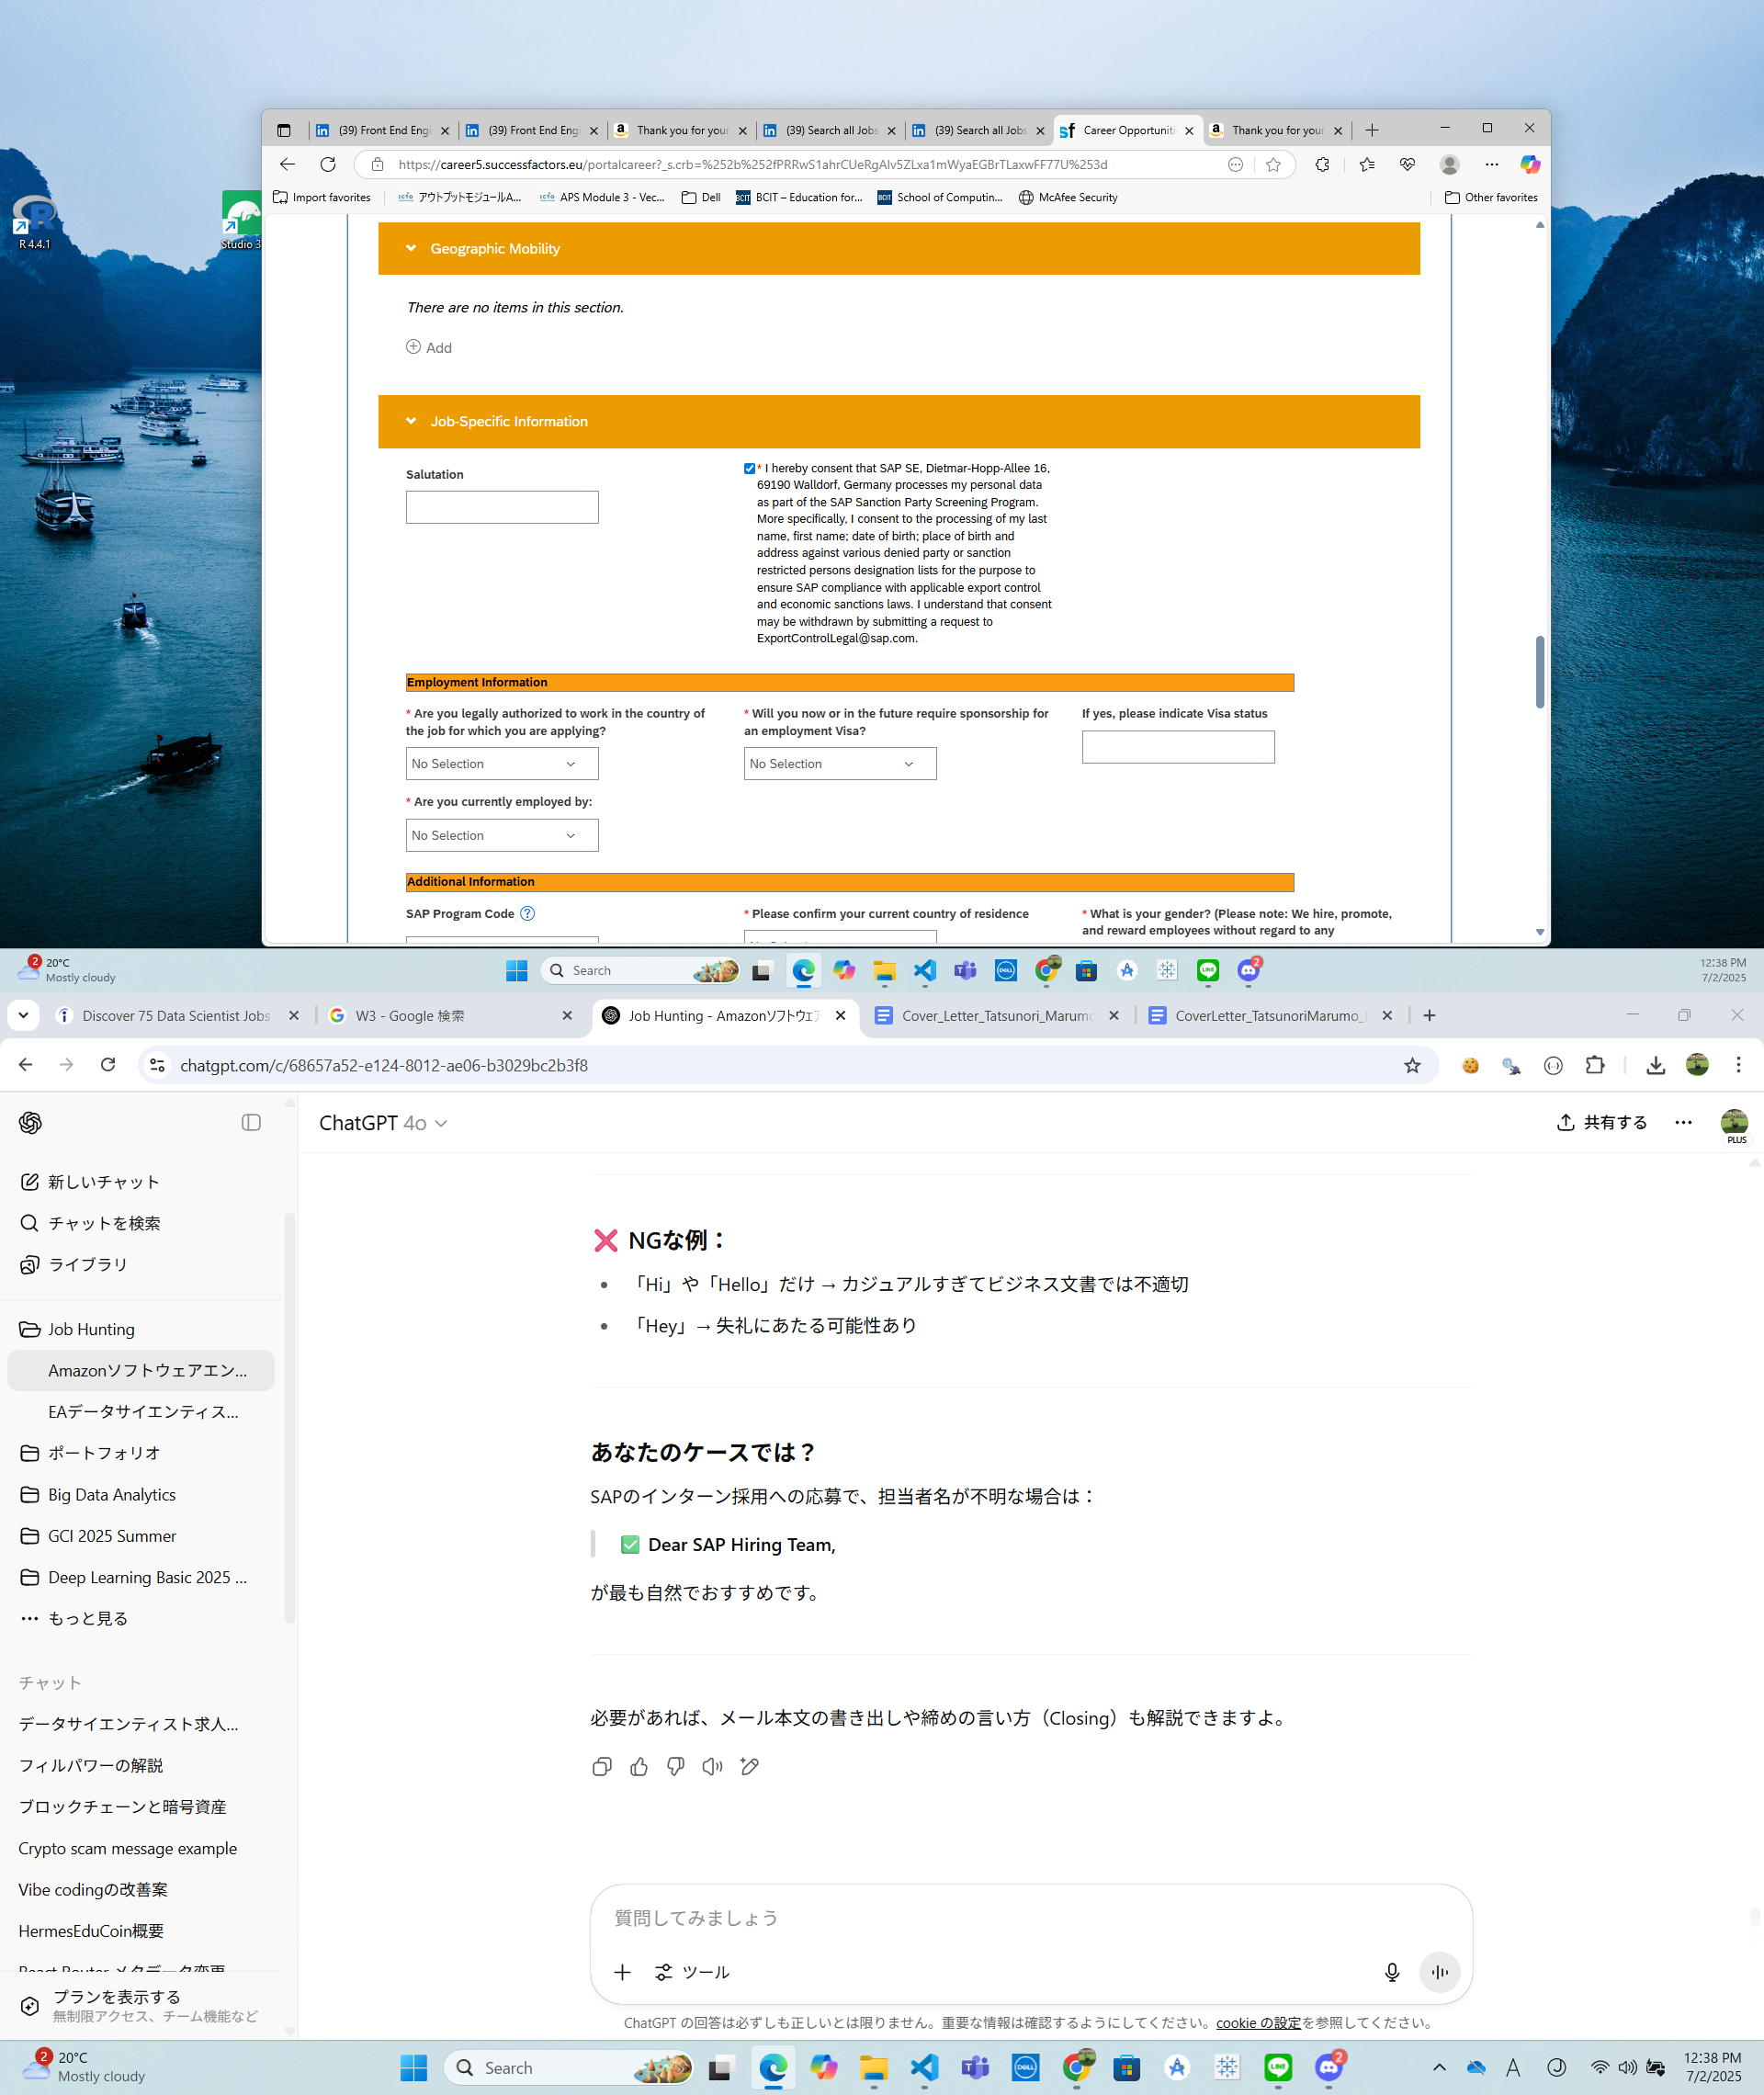 R 4.4.1
Studio 3
(39) Front End Engi
(39) Front End Engi
Thank you for your
(39) Search all Jobs
(39) Search all Jobs
Career Opportuniti
Thank you for your
https://career5.successfactors.eu/portalcareer?_s.crb=%252b%252fPRRwS1ahrCUeRgAlv5ZLxa1mWyaEGBrTLaxwFF77U%253d
Import favorites
アウトプットモジュールA...
APS Module 3 - Vec...
Dell
BCIT – Education for...
School of Computin...
McAfee Security
Other favorites
Geographic Mobility
There are no items in this section.
Add
Job-Specific Information
Salutation
* I hereby consent that SAP SE, Dietmar-Hopp-Allee 16,
69190 Walldorf, Germany processes my personal data
as part of the SAP Sanction Party Screening Program.
More specifically, I consent to the processing of my last
name, first name; date of birth; place of birth and
address against various denied party or sanction
restricted persons designation lists for the purpose to
ensure SAP compliance with applicable export control
and economic sanctions laws. I understand that consent
may be withdrawn by submitting a request to
ExportControlLegal@sap.com.
Employment Information
* Are you legally authorized to work in the country of
the job for which you are applying?
No Selection
* Will you now or in the future require sponsorship for
an employment Visa?
No Selection
If yes, please indicate Visa status
* Are you currently employed by:
No Selection
Additional Information
SAP Program Code ?
* Please confirm your current country of residence
* What is your gender? (Please note: We hire, promote,
and reward employees without regard to any
2
20°C
Mostly cloudy
Search
2
12:38 PM
7/2/2025
Discover 75 Data Scientist Jobs
W3 - Google 検索
Job Hunting - Amazonソフトウェア
Cover_Letter_Tatsunori_Marumo
CoverLetter_TatsunoriMarumo_
chatgpt.com/c/68657a52-e124-8012-ae06-b3029bc2b3f8
ChatGPT 4o
共有する
PLUS
新しいチャット
チャットを検索
ライブラリ
Job Hunting
Amazonソフトウェアエン...
EAデータサイエンティス...
ポートフォリオ
Big Data Analytics
GCI 2025 Summer
Deep Learning Basic 2025 ...
もっと見る
チャット
データサイエンティスト求人...
フィルパワーの解説
ブロックチェーンと暗号資産
Crypto scam message example
Vibe codingの改善案
HermesEduCoin概要
React Router メタデータ変更
プランを表示する
無制限アクセス、チーム機能など
❌ NGな例：
• 「Hi」や「Hello」だけ → カジュアルすぎてビジネス文書では不適切
• 「Hey」→ 失礼にあたる可能性あり
あなたのケースでは？
SAPのインターン採用への応募で、担当者名が不明な場合は：
✅ Dear SAP Hiring Team,
が最も自然でおすすめです。
必要があれば、メール本文の書き出しや締めの言い方（Closing）も解説できますよ。
質問してみましょう
ツール
ChatGPT の回答は必ずしも正しいとは限りません。重要な情報は確認するようにしてください。cookie の設定を参照してください。
2
20°C
Mostly cloudy
Search
DELL
LINE
2
A
12:38 PM
7/2/2025